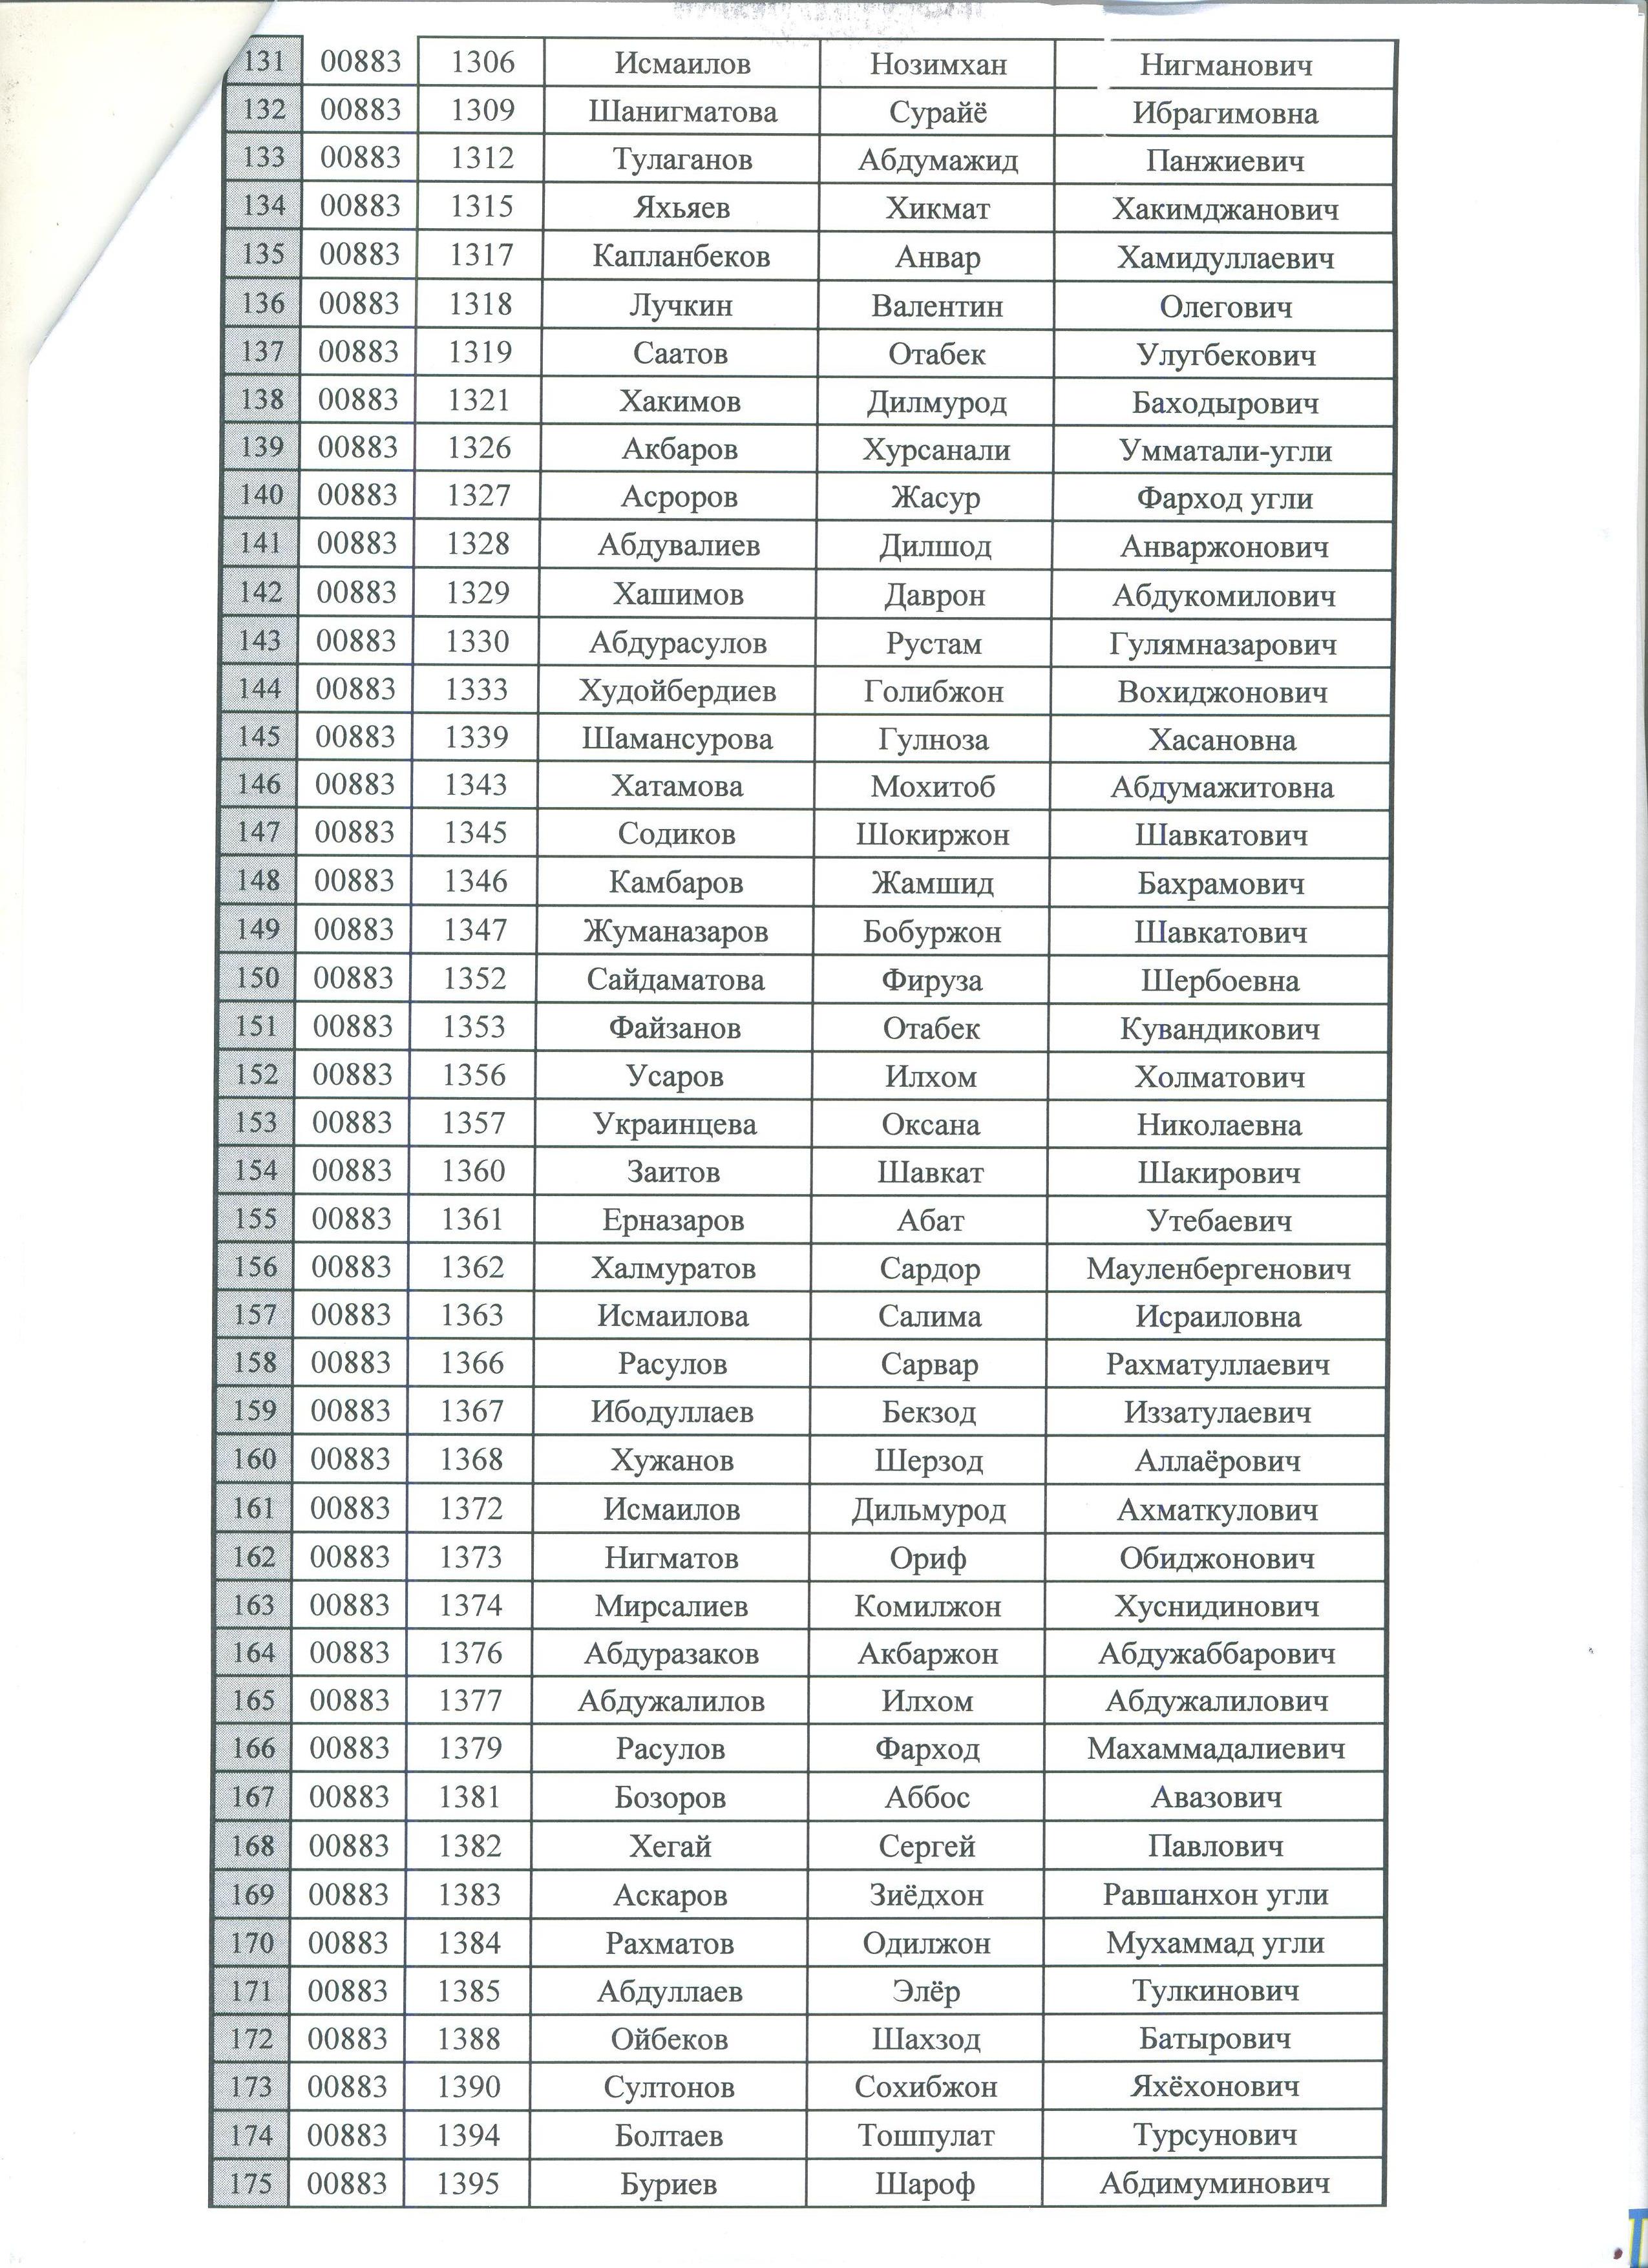 131 00883 1306 Исмаилов Нозимхан Нигманович
132 00883 1309 Шанигматова Сурайё Ибрагимовна
133 00883 1312 Тулаганов Абдумажид Панжиевич
134 00883 1315 Яхьяев Хикмат Хакимджанович
135 00883 1317 Капланбеков Анвар Хамидуллаевич
136 00883 1318 Лучкин Валентин Олегович
137 00883 1319 Саатов Отабек Улугбекович
138 00883 1321 Хакимов Дилмурод Баходырович
139 00883 1326 Акбаров Хурсанали Умматали-угли
140 00883 1327 Асроров Жасур Фарход угли
141 00883 1328 Абдувалиев Дилшод Анваржонович
142 00883 1329 Хашимов Даврон Абдукомилович
143 00883 1330 Абдурасулов Рустам Гулямназарович
144 00883 1333 Худойбердиев Голибжон Вохиджонович
145 00883 1339 Шамансурова Гулноза Хасановна
146 00883 1343 Хатамова Мохитоб Абдумажитовна
147 00883 1345 Содиков Шокиржон Шавкатович
148 00883 1346 Камбаров Жамшид Бахрамович
149 00883 1347 Жуманазаров Бобуржон Шавкатович
150 00883 1352 Сайдаматова Фируза Шербоевна
151 00883 1353 Файзанов Отабек Кувандикович
152 00883 1356 Усаров Илхом Холматович
153 00883 1357 Украинцева Оксана Николаевна
154 00883 1360 Заитов Шавкат Шакирович
155 00883 1361 Ерназаров Абат Утебаевич
156 00883 1362 Халмуратов Сардор Мауленбергенович
157 00883 1363 Исмаилова Салима Исраиловна
158 00883 1366 Расулов Сарвар Рахматуллаевич
159 00883 1367 Ибодуллаев Бекзод Иззатулаевич
160 00883 1368 Хужанов Шерзод Аллаёрович
161 00883 1372 Исмаилов Дильмурод Ахматкулович
162 00883 1373 Нигматов Ориф Обиджонович
163 00883 1374 Мирсалиев Комилжон Хуснидинович
164 00883 1376 Абдуразаков Акбаржон Абдужаббарович
165 00883 1377 Абдужалилов Илхом Абдужалилович
166 00883 1379 Расулов Фарход Махаммадалиевич
167 00883 1381 Бозоров Аббос Авазович
168 00883 1382 Хегай Сергей Павлович
169 00883 1383 Аскаров Зиёдхон Равшанхон угли
170 00883 1384 Рахматов Одилжон Мухаммад угли
171 00883 1385 Абдуллаев Элёр Тулкинович
172 00883 1388 Ойбеков Шахзод Батырович
173 00883 1390 Султонов Сохибжон Яхёхонович
174 00883 1394 Болтаев Тошпулат Турсунович
175 00883 1395 Буриев Шароф Абдимуминович